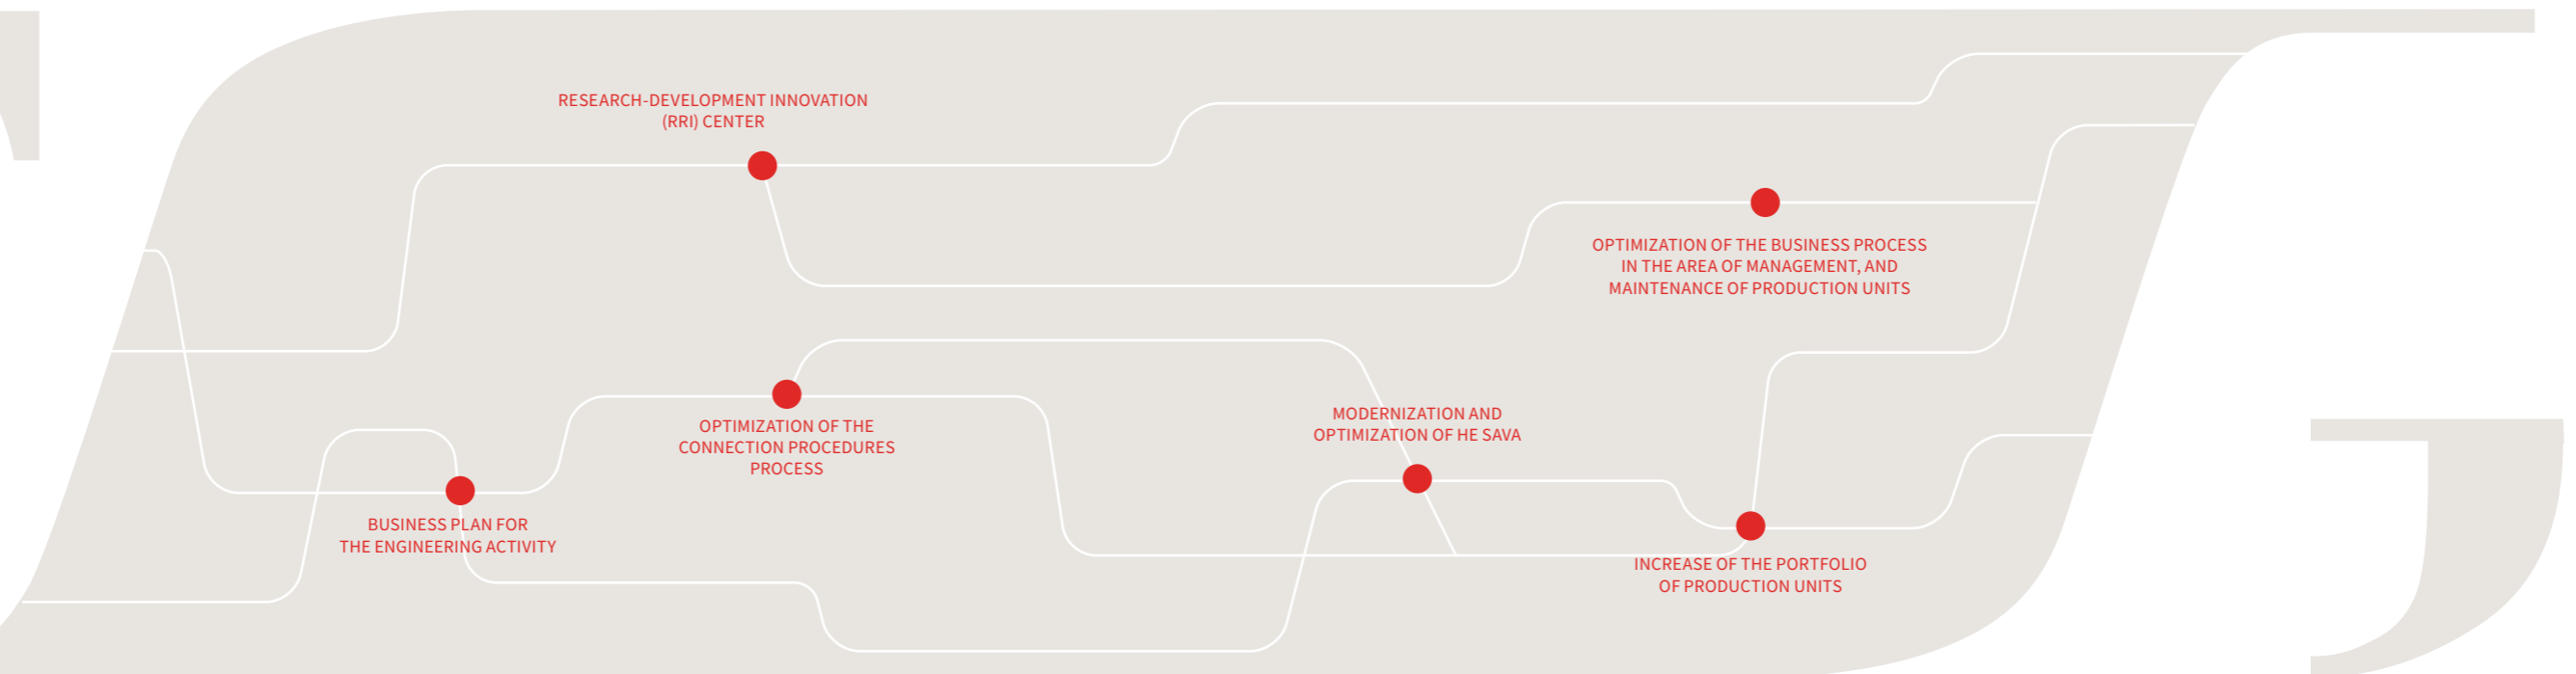 RESEARCH-DEVELOPMENT INNOVATION
(RRI) CENTER
OPTIMIZATION OF THE BUSINESS PROCESS
IN THE AREA OF MANAGEMENT, AND
MAINTENANCE OF PRODUCTION UNITS
OPTIMIZATION OF THE
CONNECTION PROCEDURES
PROCESS
MODERNIZATION AND
OPTIMIZATION OF HE SAVA
BUSINESS PLAN FOR
THE ENGINEERING ACTIVITY
INCREASE OF THE PORTFOLIO
OF PRODUCTION UNITS